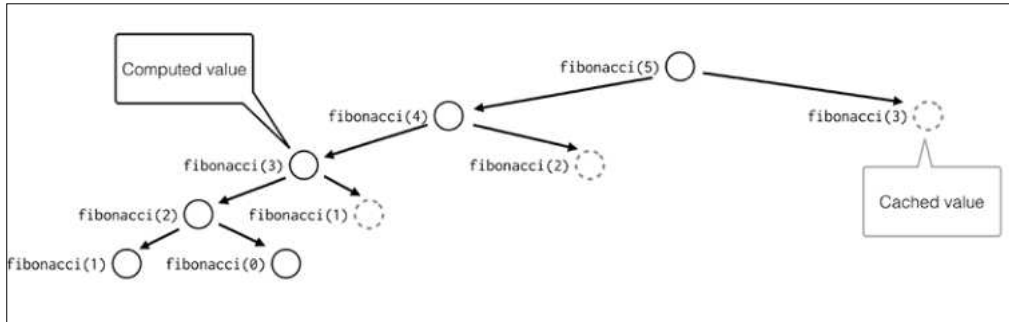 Computed value
fibonacci(5)
fibonacci(4)
fibonacci(3)
fibonacci(3)
fibonacci(2)
fibonacci(2)
fibonacci(1)
Cached value
fibonacci(1)
fibonacci(0)